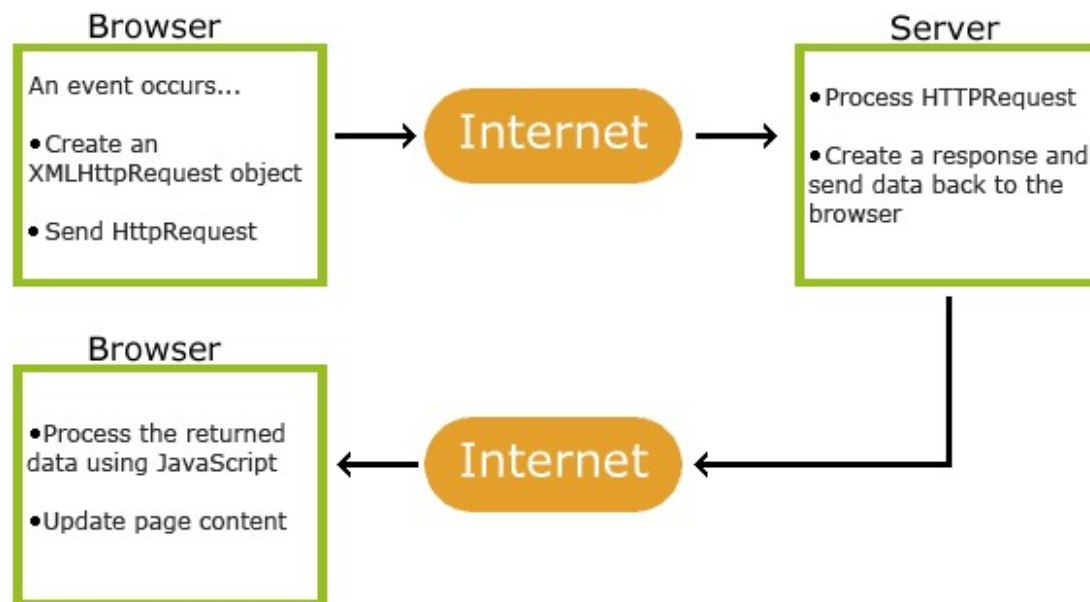 Browser
An event occurs...
•Create an
XMLHttpRequest object
• Send HttpRequest
Internet
Server
•Process HTTPRequest
•Create a response and
send data back to the
browser
Browser
•Process the returned
data using JavaScript
•Update page content
Internet